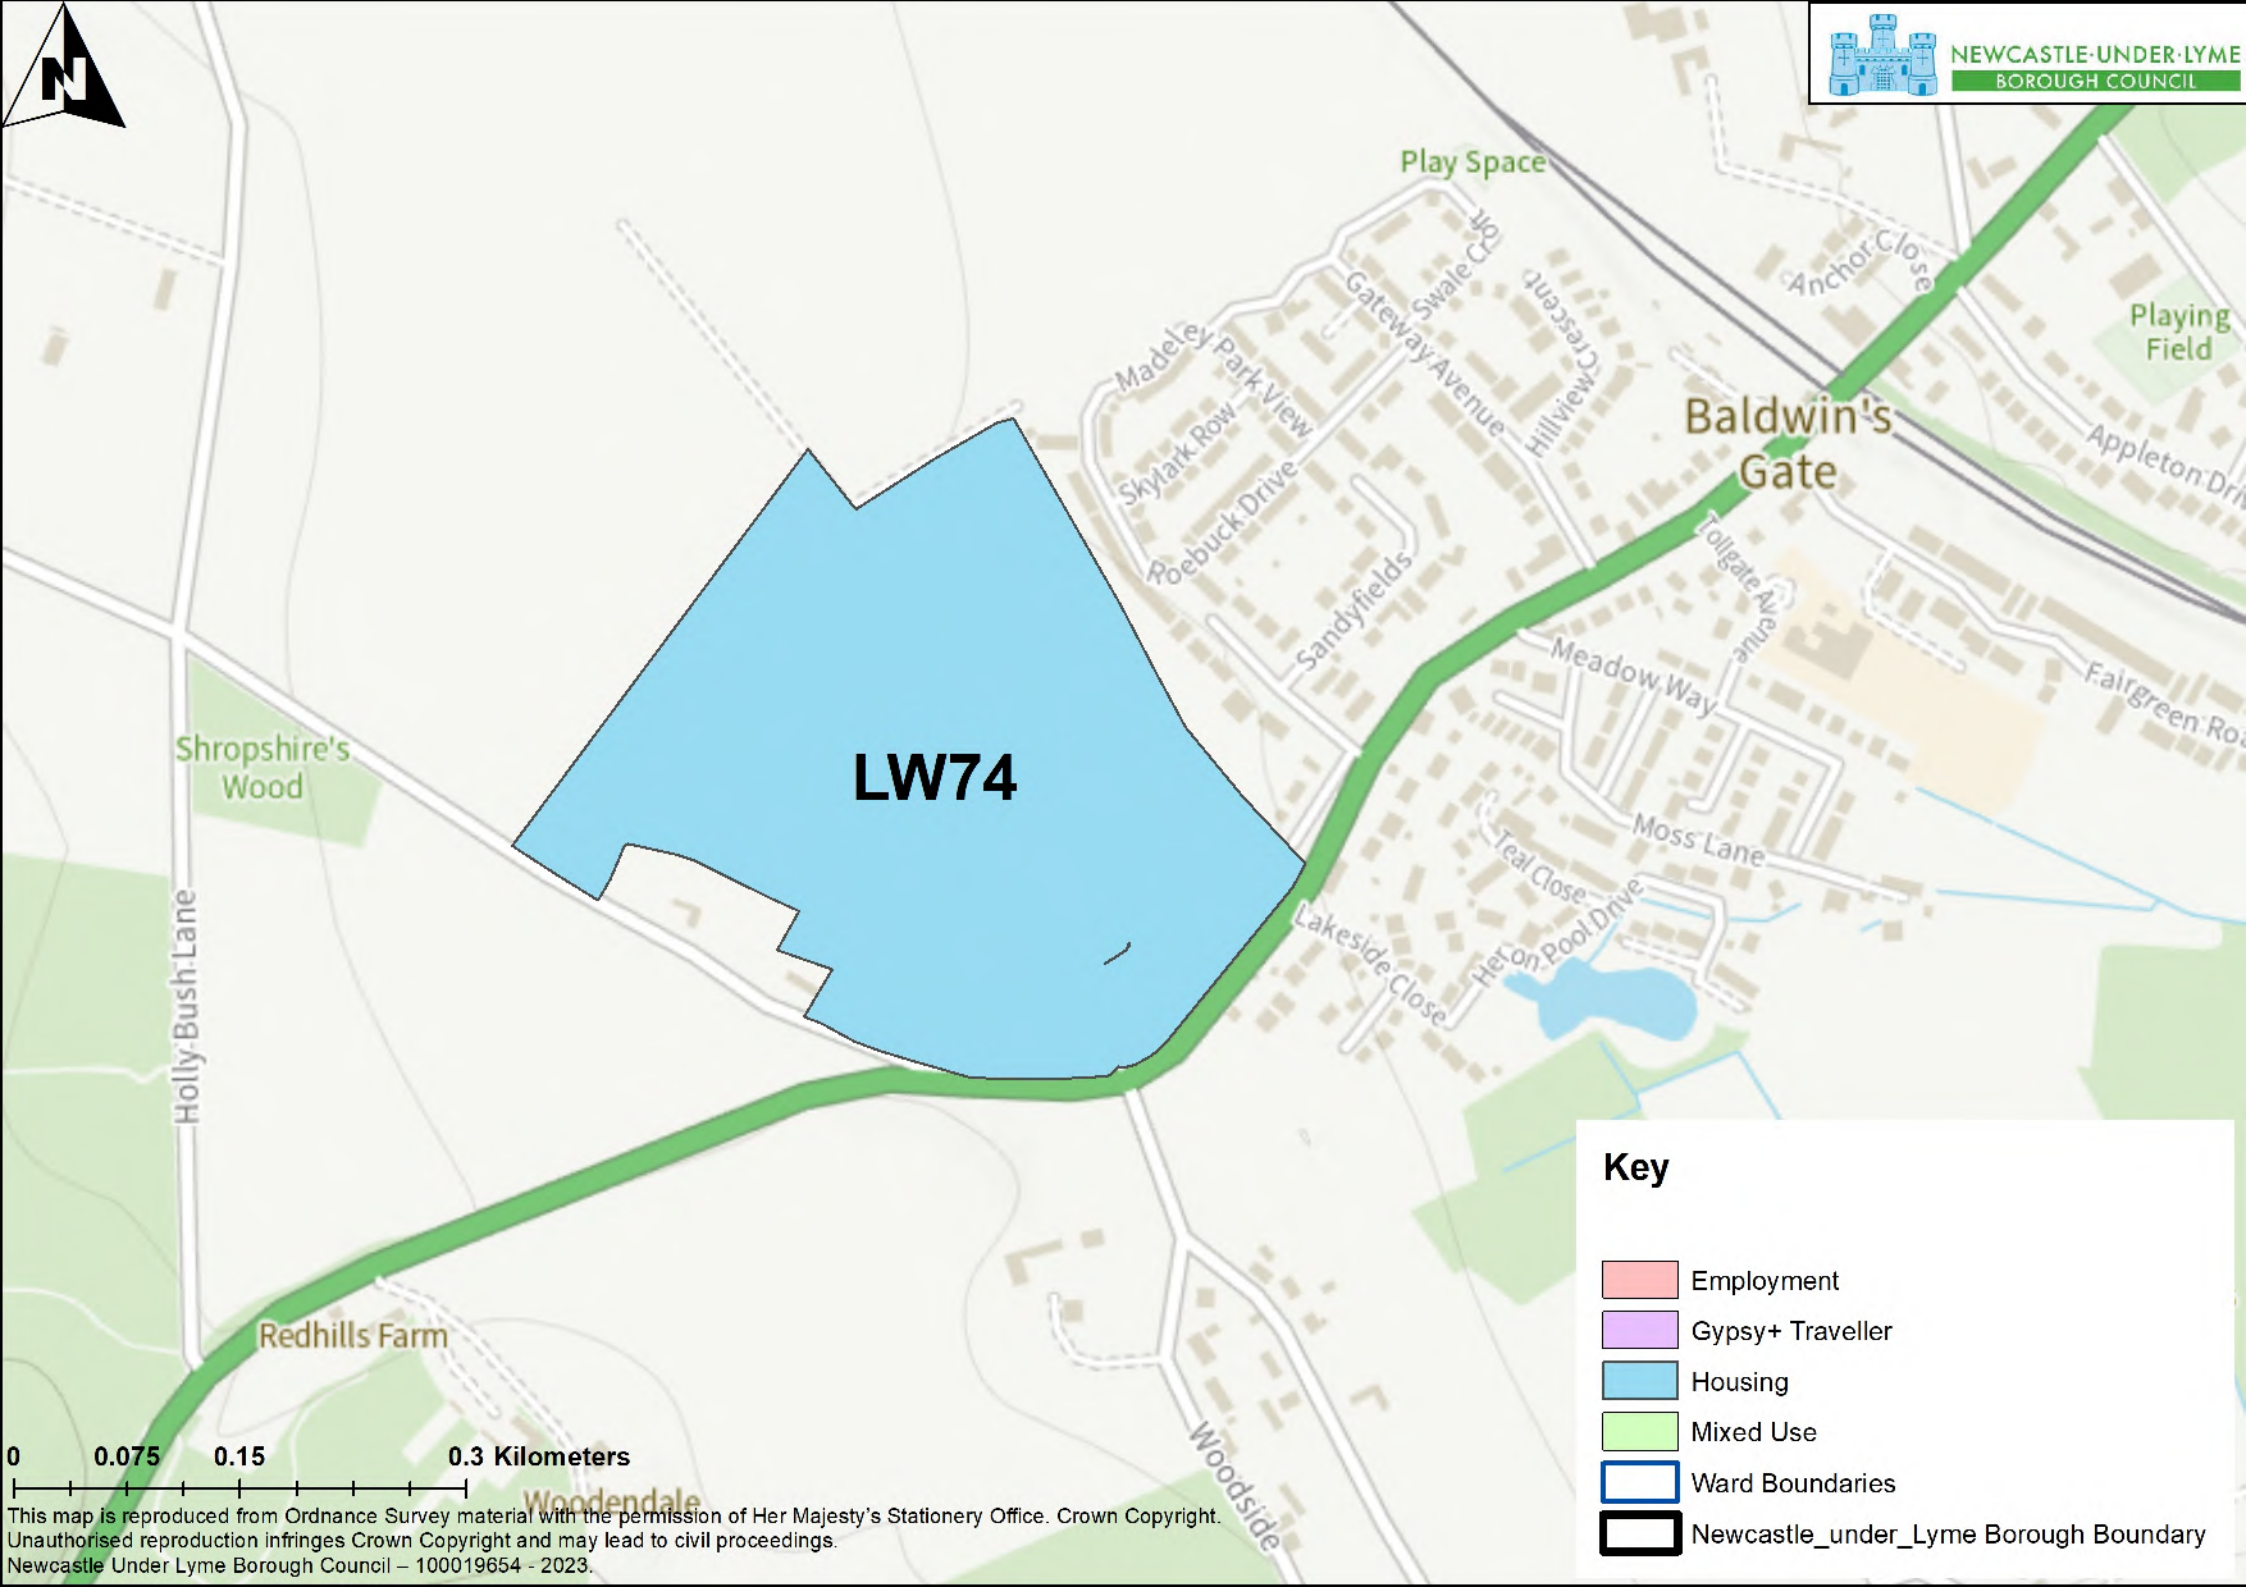 N
NEWCASTLE·UNDER·LYME
BOROUGH COUNCIL
Play Space
Swale Croft
Anchor Close
Gateway Avenue
Hillview Crescent
Playing
Field
Madeley Park View
Skylark Row
Baldwin's
Gate
Appleton
Roebuck Drive
Tollgate Avenue
Sandyfields
Meadow Way
Fairgreen
Shropshire's
Wood
LW74
Moss Lane
Teal Close
Holly Bush Lane
Lakeside Close
Heron Pool Drive
Redhills Farm
Woodendale
Woodside
Key
Employment
Gypsy+ Traveller
Housing
Mixed Use
Ward Boundaries
Newcastle_under_Lyme Borough Boundary
0 0.075 0.15 0.3 Kilometers
This map is reproduced from Ordnance Survey material with the permission of Her Majesty's Stationery Office. Crown Copyright.
Unauthorised reproduction infringes Crown Copyright and may lead to civil proceedings.
Newcastle Under Lyme Borough Council – 100019654 - 2023.